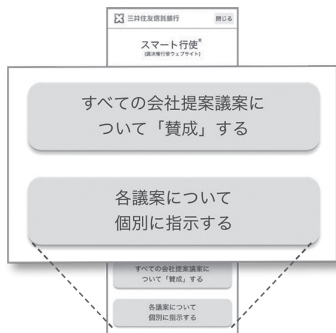 三井住友信託銀行
閉じる
スマート行使®
(議決権行使ウェブサイト)
すべての会社提案議案に
ついて「賛成」する
各議案について
個別に指示する
すべての会社提案議案に
ついて「賛成」する
各議案について
個別に指示する